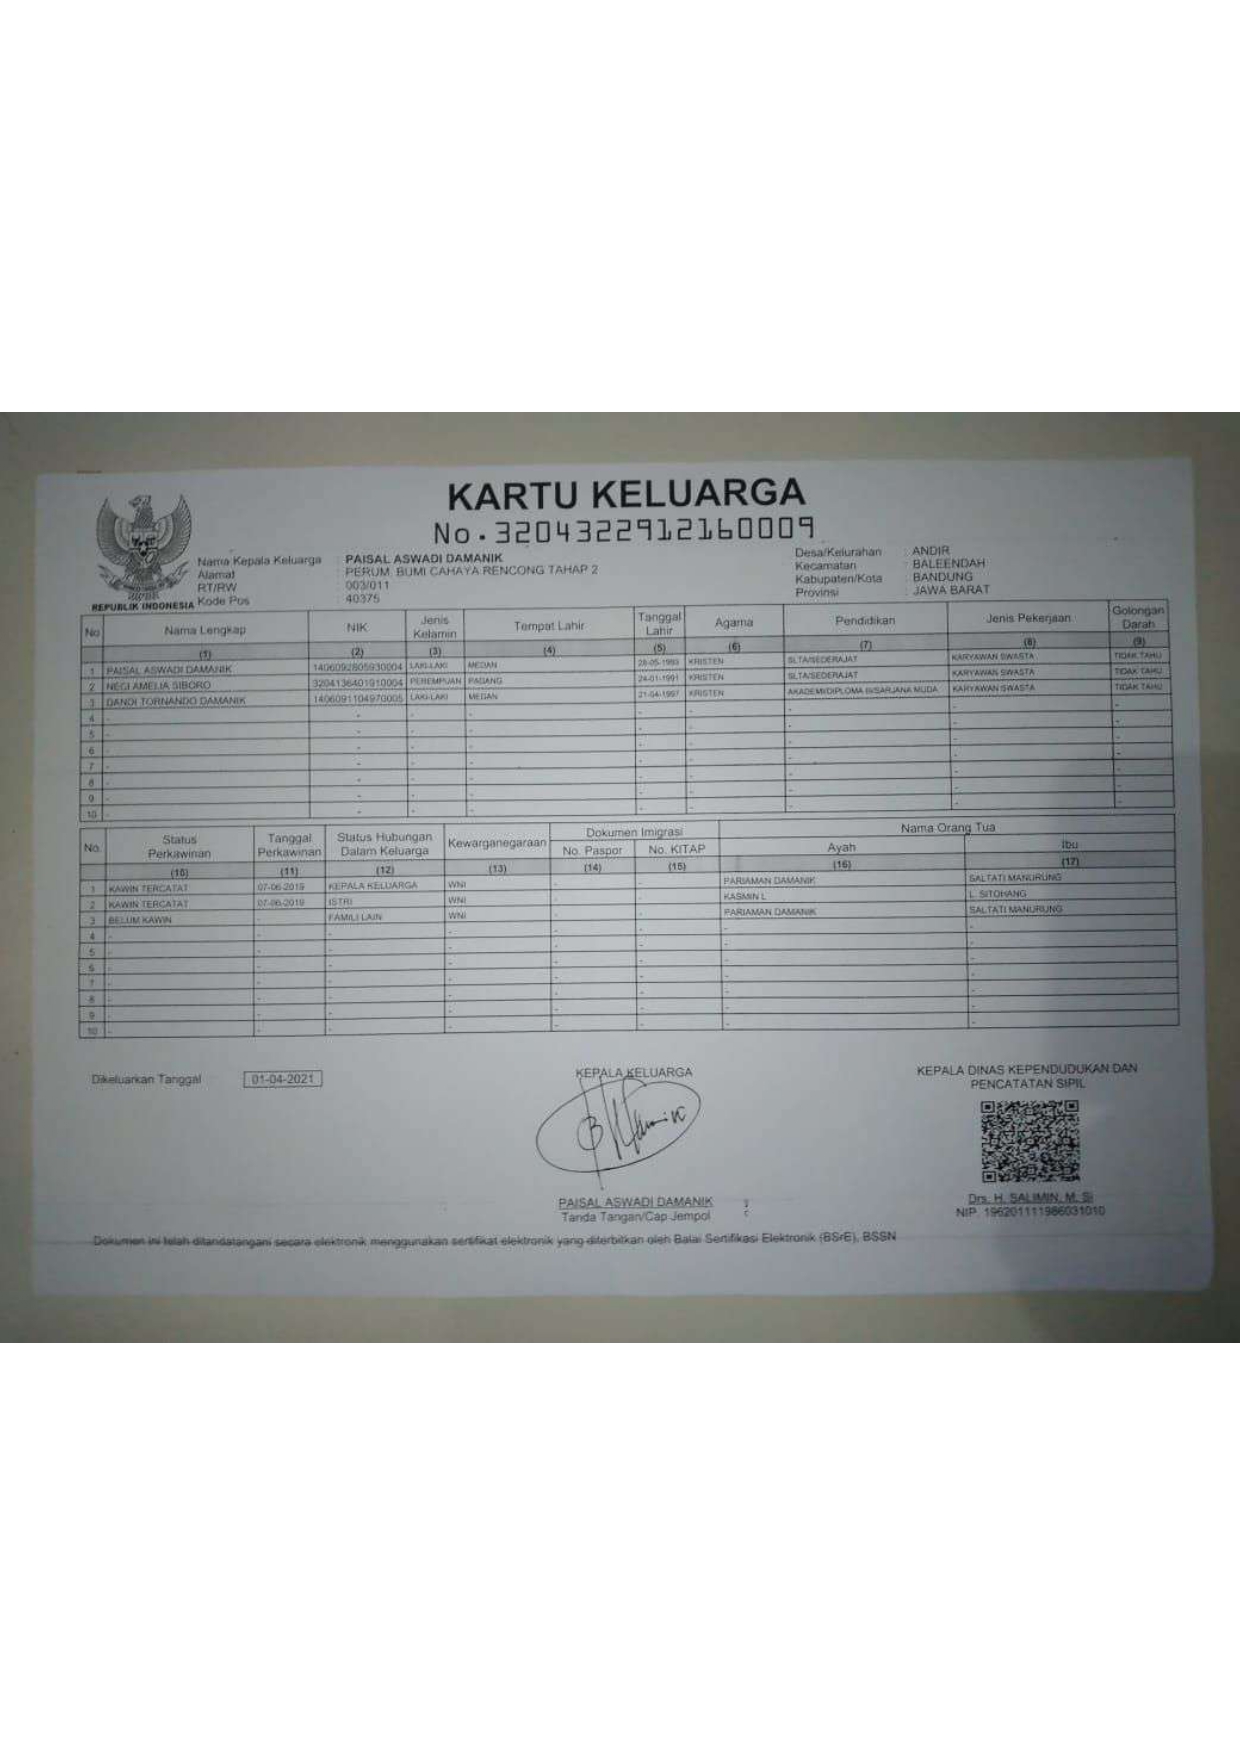 KARTU KELUARGA
No. 3204322912160009
Nama Kepala Keluarga : PAISAL ASWADI DAMANIK
Alamat : PERUM BUMI CAHAYA RENCONG TAHAP 2
RT/RW : 003/011
Kode Pos : 40375
Desa/Kelurahan : ANDIR
Kecamatan : BALEENDAH
Kabupaten/Kota : BANDUNG
Provinsi : JAWA BARAT
REPUBLIK INDONESIA
No Nama Lengkap NIK Jenis Kelamin Tempat Lahir Tanggal Lahir Agama Pendidikan Jenis Pekerjaan Golongan Darah
(1) (2) (3) (4) (5) (6) (7) (8) (9)
1 PAISAL ASWADI DAMANIK 1406092805930004 LAKI-LAKI MEDAN 28-05-1993 KRISTEN SLTA/SEDERAJAT KARYAWAN SWASTA TIDAK TAHU
2 NEGI AMELIA SIBORO 3204136401910004 PEREMPUAN PADANG 24-01-1991 KRISTEN SLTA/SEDERAJAT KARYAWAN SWASTA TIDAK TAHU
3 DANDI TORNANDO DAMANIK 1406091104970005 LAKI-LAKI MEDAN 21-04-1997 KRISTEN AKADEMI/DIPLOMA III/SARJANA MUDA KARYAWAN SWASTA TIDAK TAHU
4 - - - - - - - - -
5 - - - - - - - - -
6 - - - - - - - - -
7 - - - - - - - - -
8 - - - - - - - - -
9 - - - - - - - - -
10 - - - - - - - - -
No. Status Perkawinan Tanggal Perkawinan Status Hubungan Dalam Keluarga Kewarganegaraan Dokumen Imigrasi Nama Orang Tua
No. Paspor No. KITAP Ayah Ibu
(10) (11) (12) (13) (14) (15) (16) (17)
1 KAWIN TERCATAT 07-06-2019 KEPALA KELUARGA WNI - - PARIAMAN DAMANIK SALTATI MANURUNG
2 KAWIN TERCATAT 07-06-2019 ISTRI WNI - - KASMIN L L SITOHANG
3 BELUM KAWIN - FAMILI LAIN WNI - - PARIAMAN DAMANIK SALTATI MANURUNG
4 - - - - - - - -
5 - - - - - - - -
6 - - - - - - - -
7 - - - - - - - -
8 - - - - - - - -
9 - - - - - - - -
10 - - - - - - - -
Dikeluarkan Tanggal : 01-04-2021
KEPALA KELUARGA
PAISAL ASWADI DAMANIK
Tanda Tangan/Cap Jempol
KEPALA DINAS KEPENDUDUKAN DAN
PENCATATAN SIPIL
Drs. H. SALIMIN, M. Si
NIP. 196201111986031010
Dokumen ini telah ditandatangani secara elektronik menggunakan sertifikat elektronik yang diterbitkan oleh Balai Sertifikasi Elektronik (BSrE), BSSN